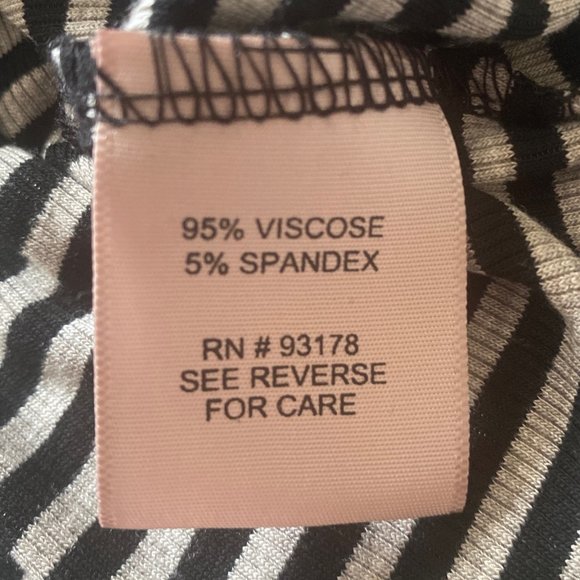 95% VISCOSE
5% SPANDEX
RN # 93178
SEE REVERSE
FOR CARE